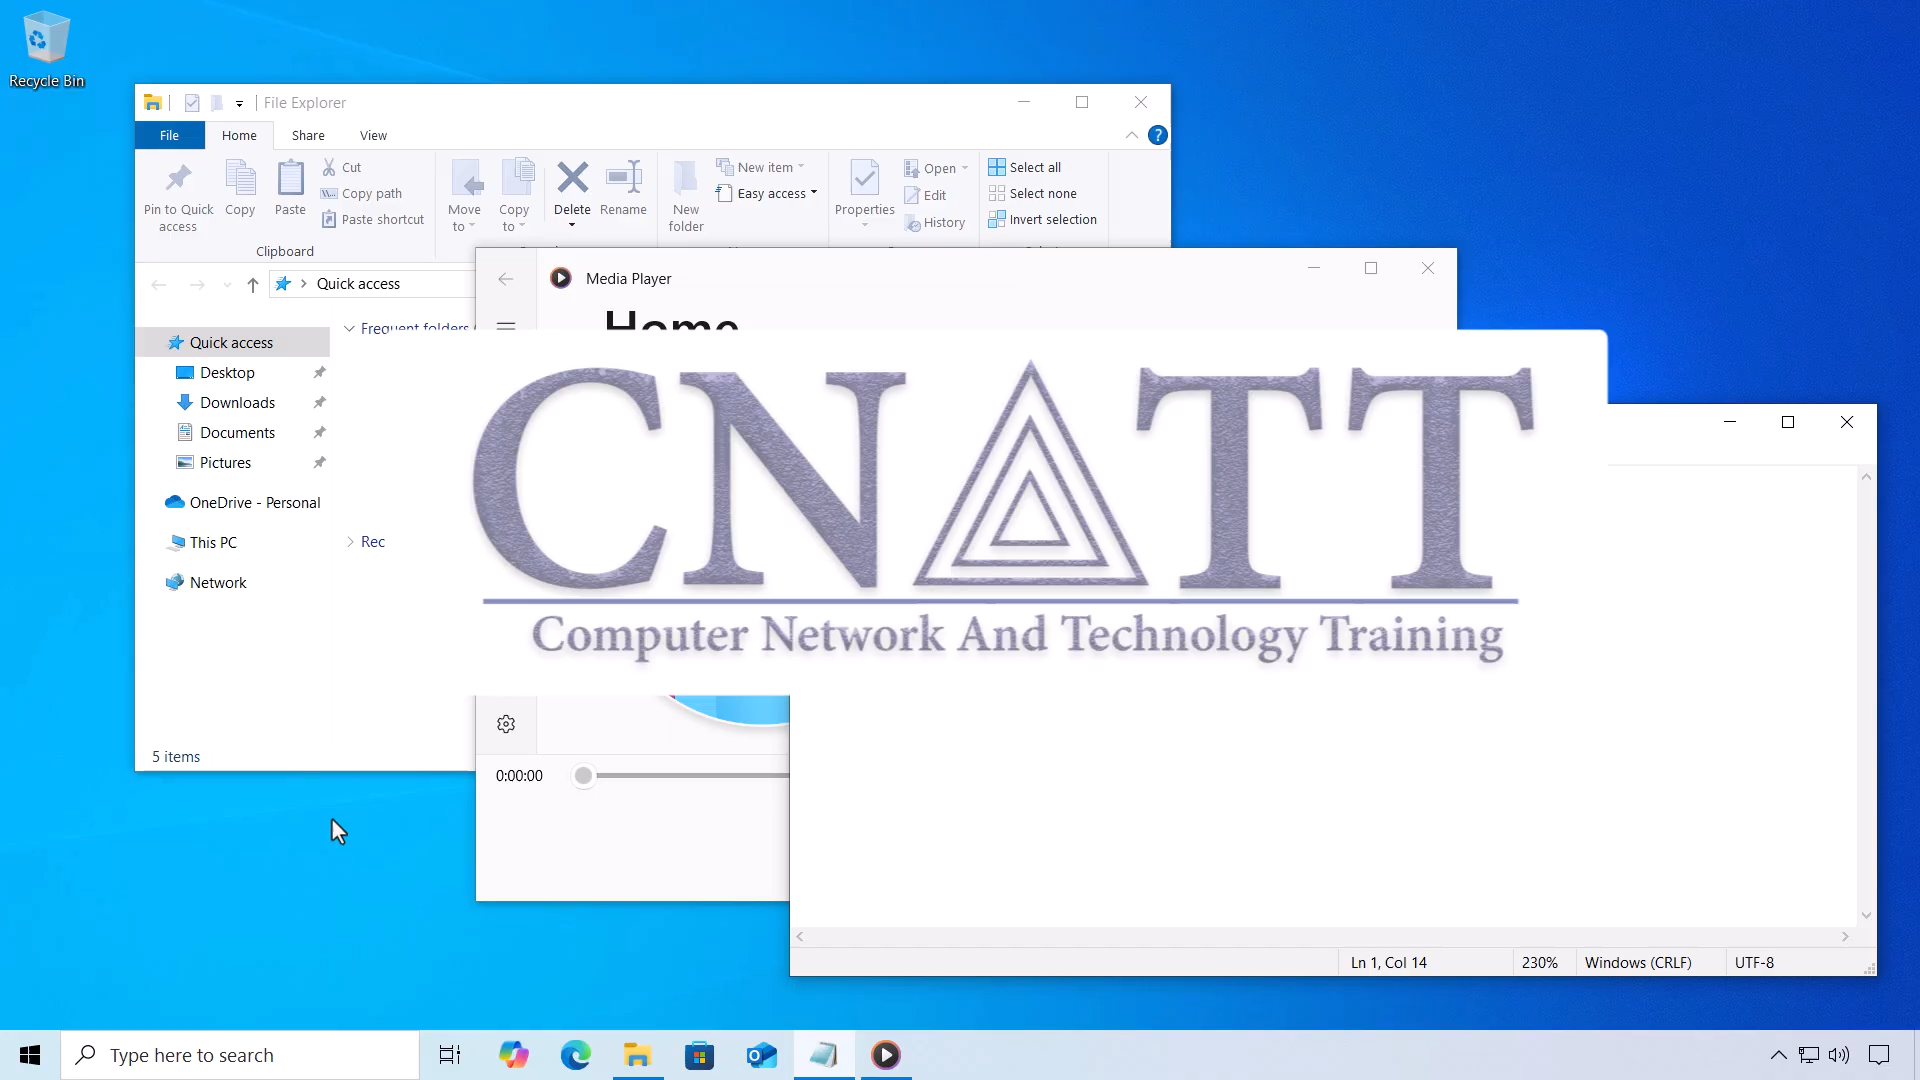 Recycle Bin
File Explorer
File Home Share View
Pin to Quick access
Copy
Paste
Cut
Copy path
Paste shortcut
Clipboard
Move to
Copy to
Delete
Rename
New folder
New item
Easy access
Properties
Open
Edit
History
Select all
Select none
Invert selection
Quick access
Frequent folders
Quick access
Desktop
Downloads
Documents
Pictures
OneDrive - Personal
This PC
Network
Rec
5 items
Media Player
Home
0:00:00
CNATT
Computer Network And Technology Training
Ln 1, Col 14
230%
Windows (CRLF)
UTF-8
Type here to search